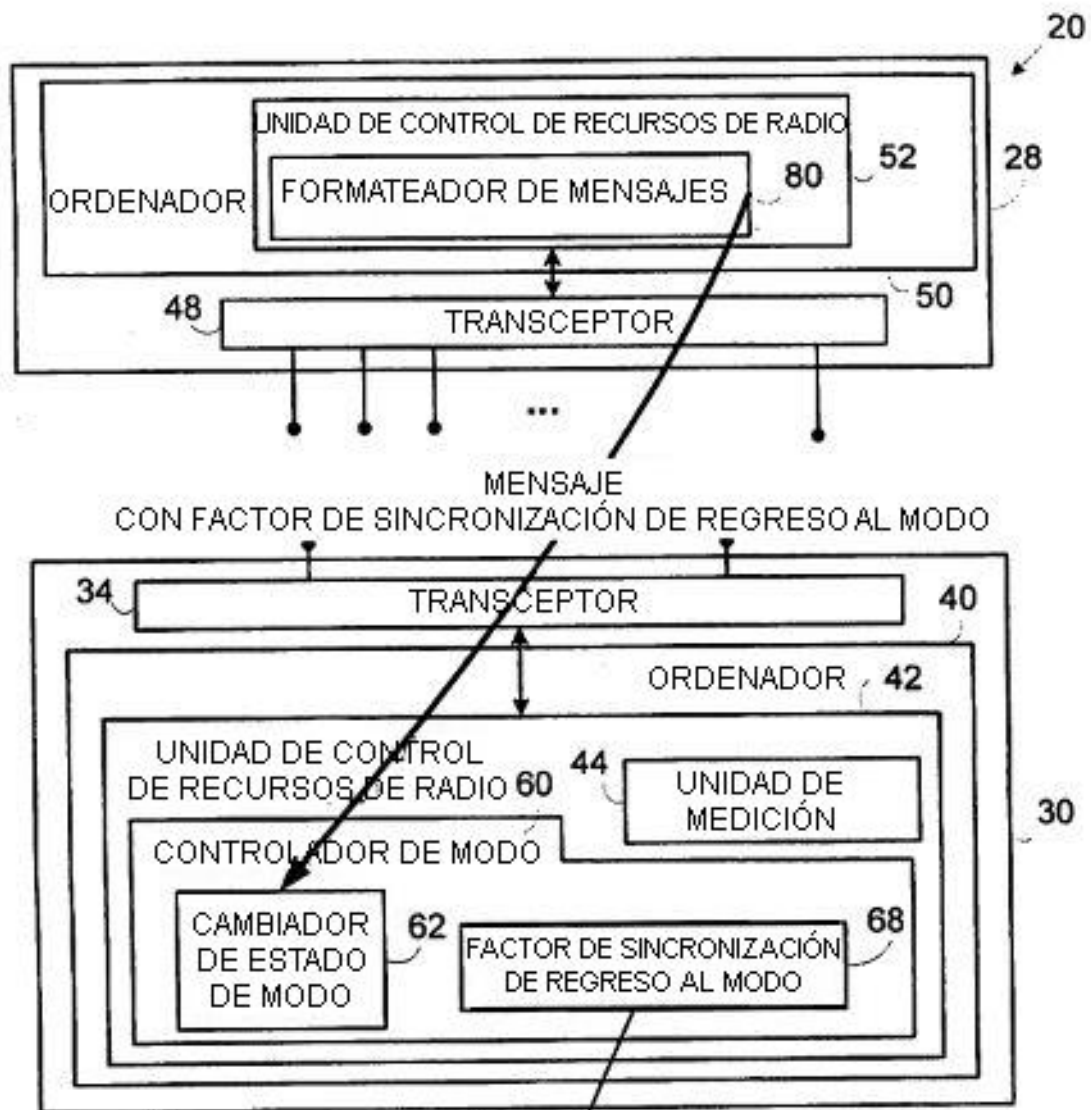 20
UNIDAD DE CONTROL DE RECURSOS DE RADIO
52
28
FORMATEADOR DE MENSAJES
80
ORDENADOR
50
48
TRANSCEPTOR
...
MENSAJE
CON FACTOR DE SINCRONIZACIÓN DE REGRESO AL MODO
34
TRANSCEPTOR
40
ORDENADOR
42
UNIDAD DE CONTROL
DE RECURSOS DE RADIO
60
44
UNIDAD DE
MEDICIÓN
30
CONTROLADOR DE MODO
CAMBIADOR
DE ESTADO
DE MODO
62
FACTOR DE SINCRONIZACIÓN
DE REGRESO AL MODO
68